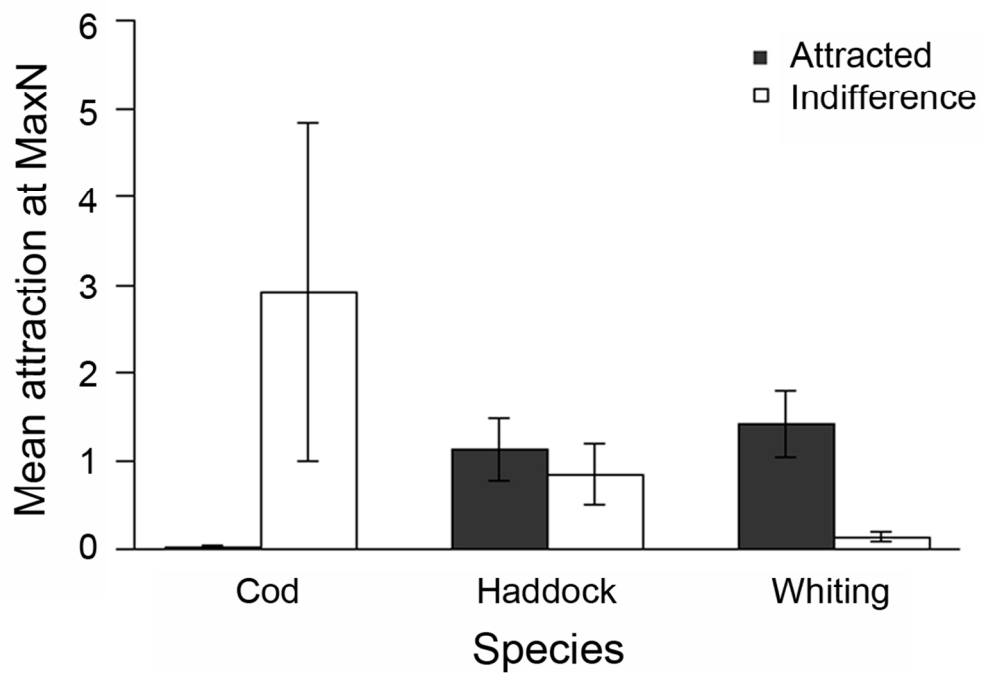 Mean attraction at MaxN
6
5
4
3
2
1
0
Attracted
Indifference
Cod
Haddock
Whiting
Species